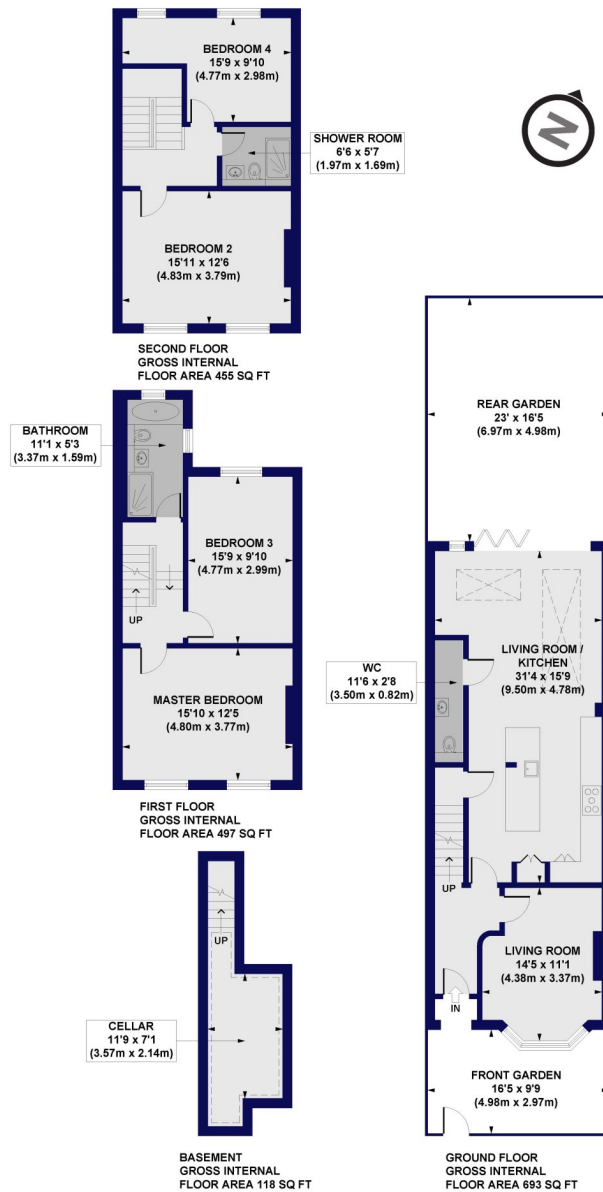 BEDROOM 4
15'9 x 9'10
(4.77m x 2.98m)
SHOWER ROOM
6'6 x 5'7
(1.97m x 1.69m)
BEDROOM 2
15'11 x 12'6
(4.83m x 3.79m)
SECOND FLOOR
GROSS INTERNAL
FLOOR AREA 455 SQ FT
N
BATHROOM
11'1 x 5'3
(3.37m x 1.59m)
BEDROOM 3
15'9 x 9'10
(4.77m x 2.99m)
UP
MASTER BEDROOM
15'10 x 12'5
(4.80m x 3.77m)
FIRST FLOOR
GROSS INTERNAL
FLOOR AREA 497 SQ FT
UP
CELLAR
11'9 x 7'1
(3.57m x 2.14m)
BASEMENT
GROSS INTERNAL
FLOOR AREA 118 SQ FT
REAR GARDEN
23' x 16'5
(6.97m x 4.98m)
LIVING ROOM /
KITCHEN
31'4 x 15'9
(9.50m x 4.78m)
WC
11'6 x 2'8
(3.50m x 0.82m)
UP
LIVING ROOM
14'5 x 11'1
(4.38m x 3.37m)
IN
FRONT GARDEN
16'5 x 9'9
(4.98m x 2.97m)
GROUND FLOOR
GROSS INTERNAL
FLOOR AREA 693 SQ FT